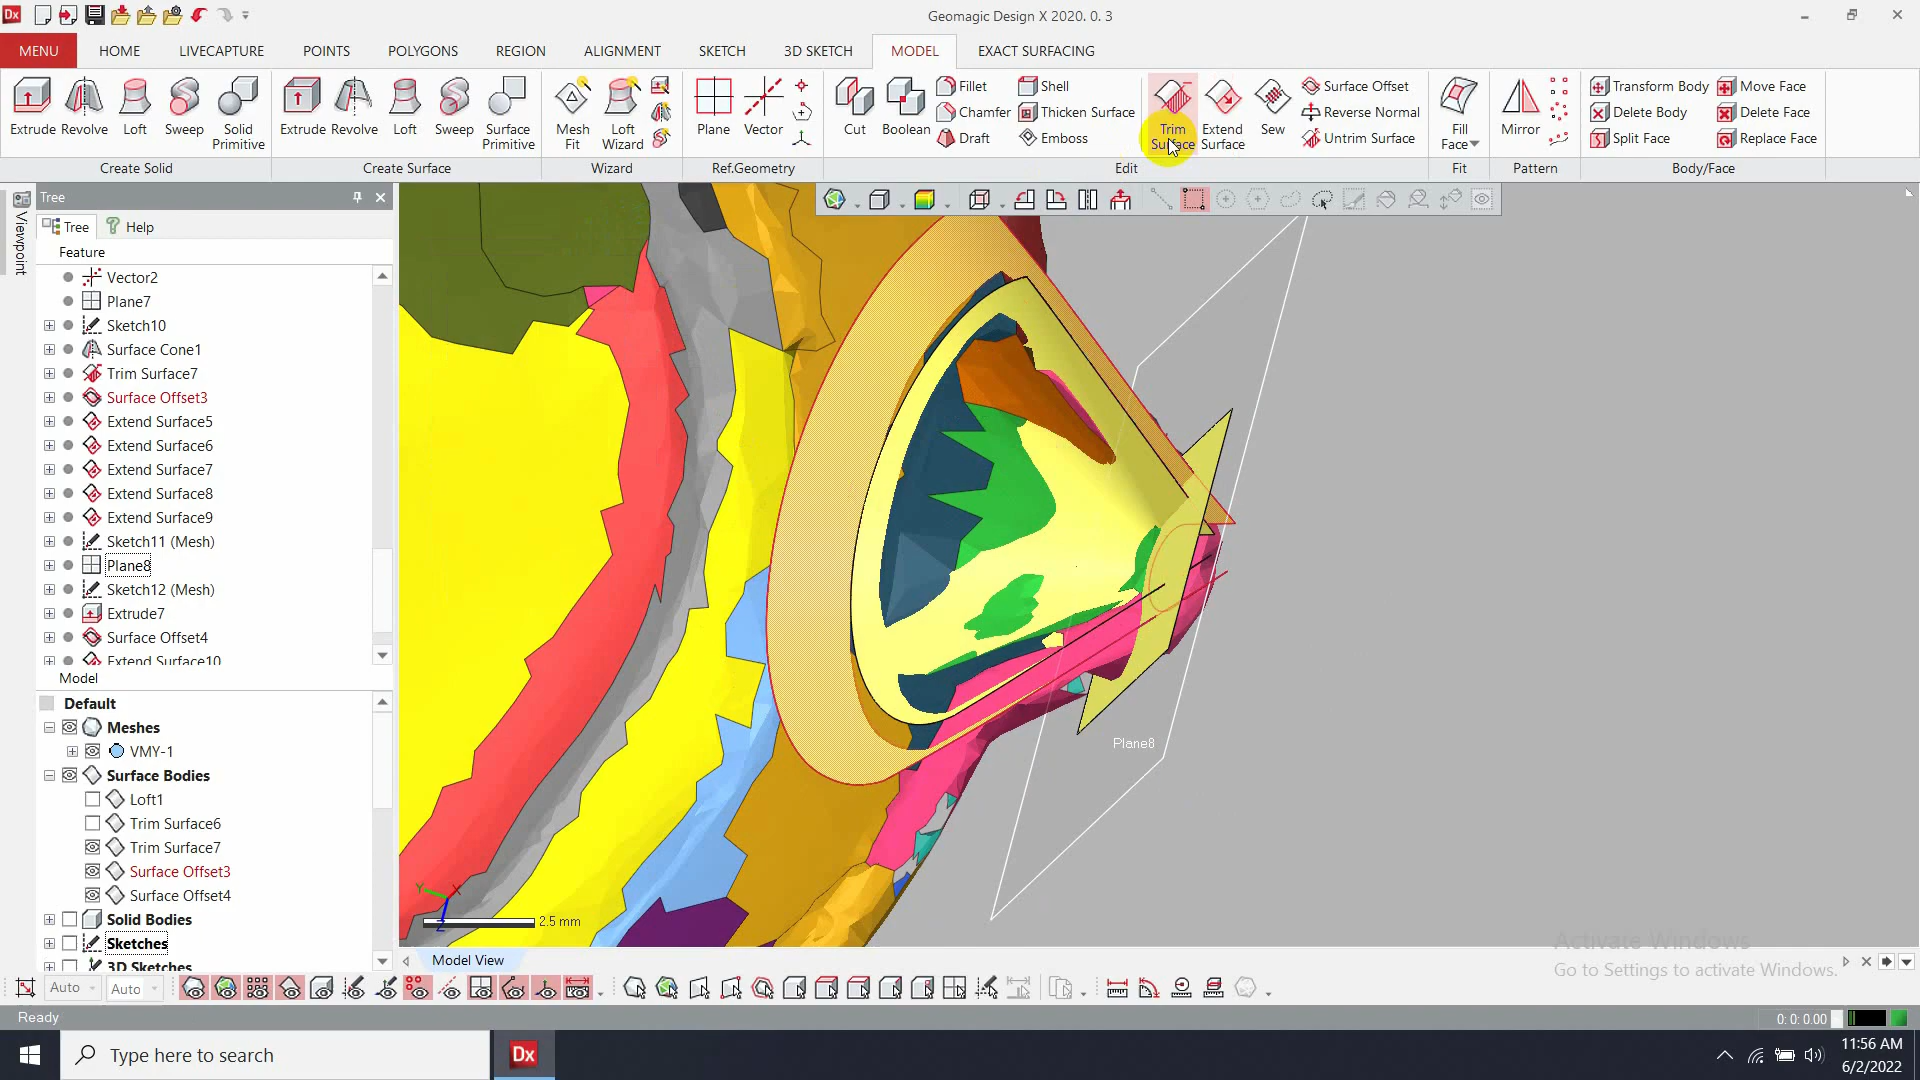 Dx
Geomagic Design X 2020. 0. 3
MENU HOME LIVECAPTURE POINTS POLYGONS REGION ALIGNMENT SKETCH 3D SKETCH MODEL EXACT SURFACING
Extrude Revolve Loft Sweep Solid Primitive
Create Solid
Extrude Revolve Loft Sweep Surface Primitive
Create Surface
Mesh Fit Loft Wizard
Wizard
Plane Vector
Ref.Geometry
Cut Boolean
Fillet Shell
Chamfer Thicken Surface
Draft Emboss
Trim Surface Extend Surface Sew
Surface Offset
Reverse Normal
Untrim Surface
Edit
Fill Face
Fit
Mirror
Pattern
Transform Body Move Face
Delete Body Delete Face
Split Face Replace Face
Body/Face
Viewpoint
Tree
Tree Help
Feature
Vector2
Plane7
Sketch10
Surface Cone1
Trim Surface7
Surface Offset3
Extend Surface5
Extend Surface6
Extend Surface7
Extend Surface8
Extend Surface9
Sketch11 (Mesh)
Plane8
Sketch12 (Mesh)
Extrude7
Surface Offset4
Extend Surface10
Model
Default
Meshes
VMY-1
Surface Bodies
Loft1
Trim Surface6
Trim Surface7
Surface Offset3
Surface Offset4
Solid Bodies
Sketches
3D Sketches
Plane8
Y X
Z
2.5 mm
Model View
Activate Windows
Go to Settings to activate Windows.
Auto Auto
Ready
0: 0: 0.00
Type here to search
Dx
11:56 AM
6/2/2022